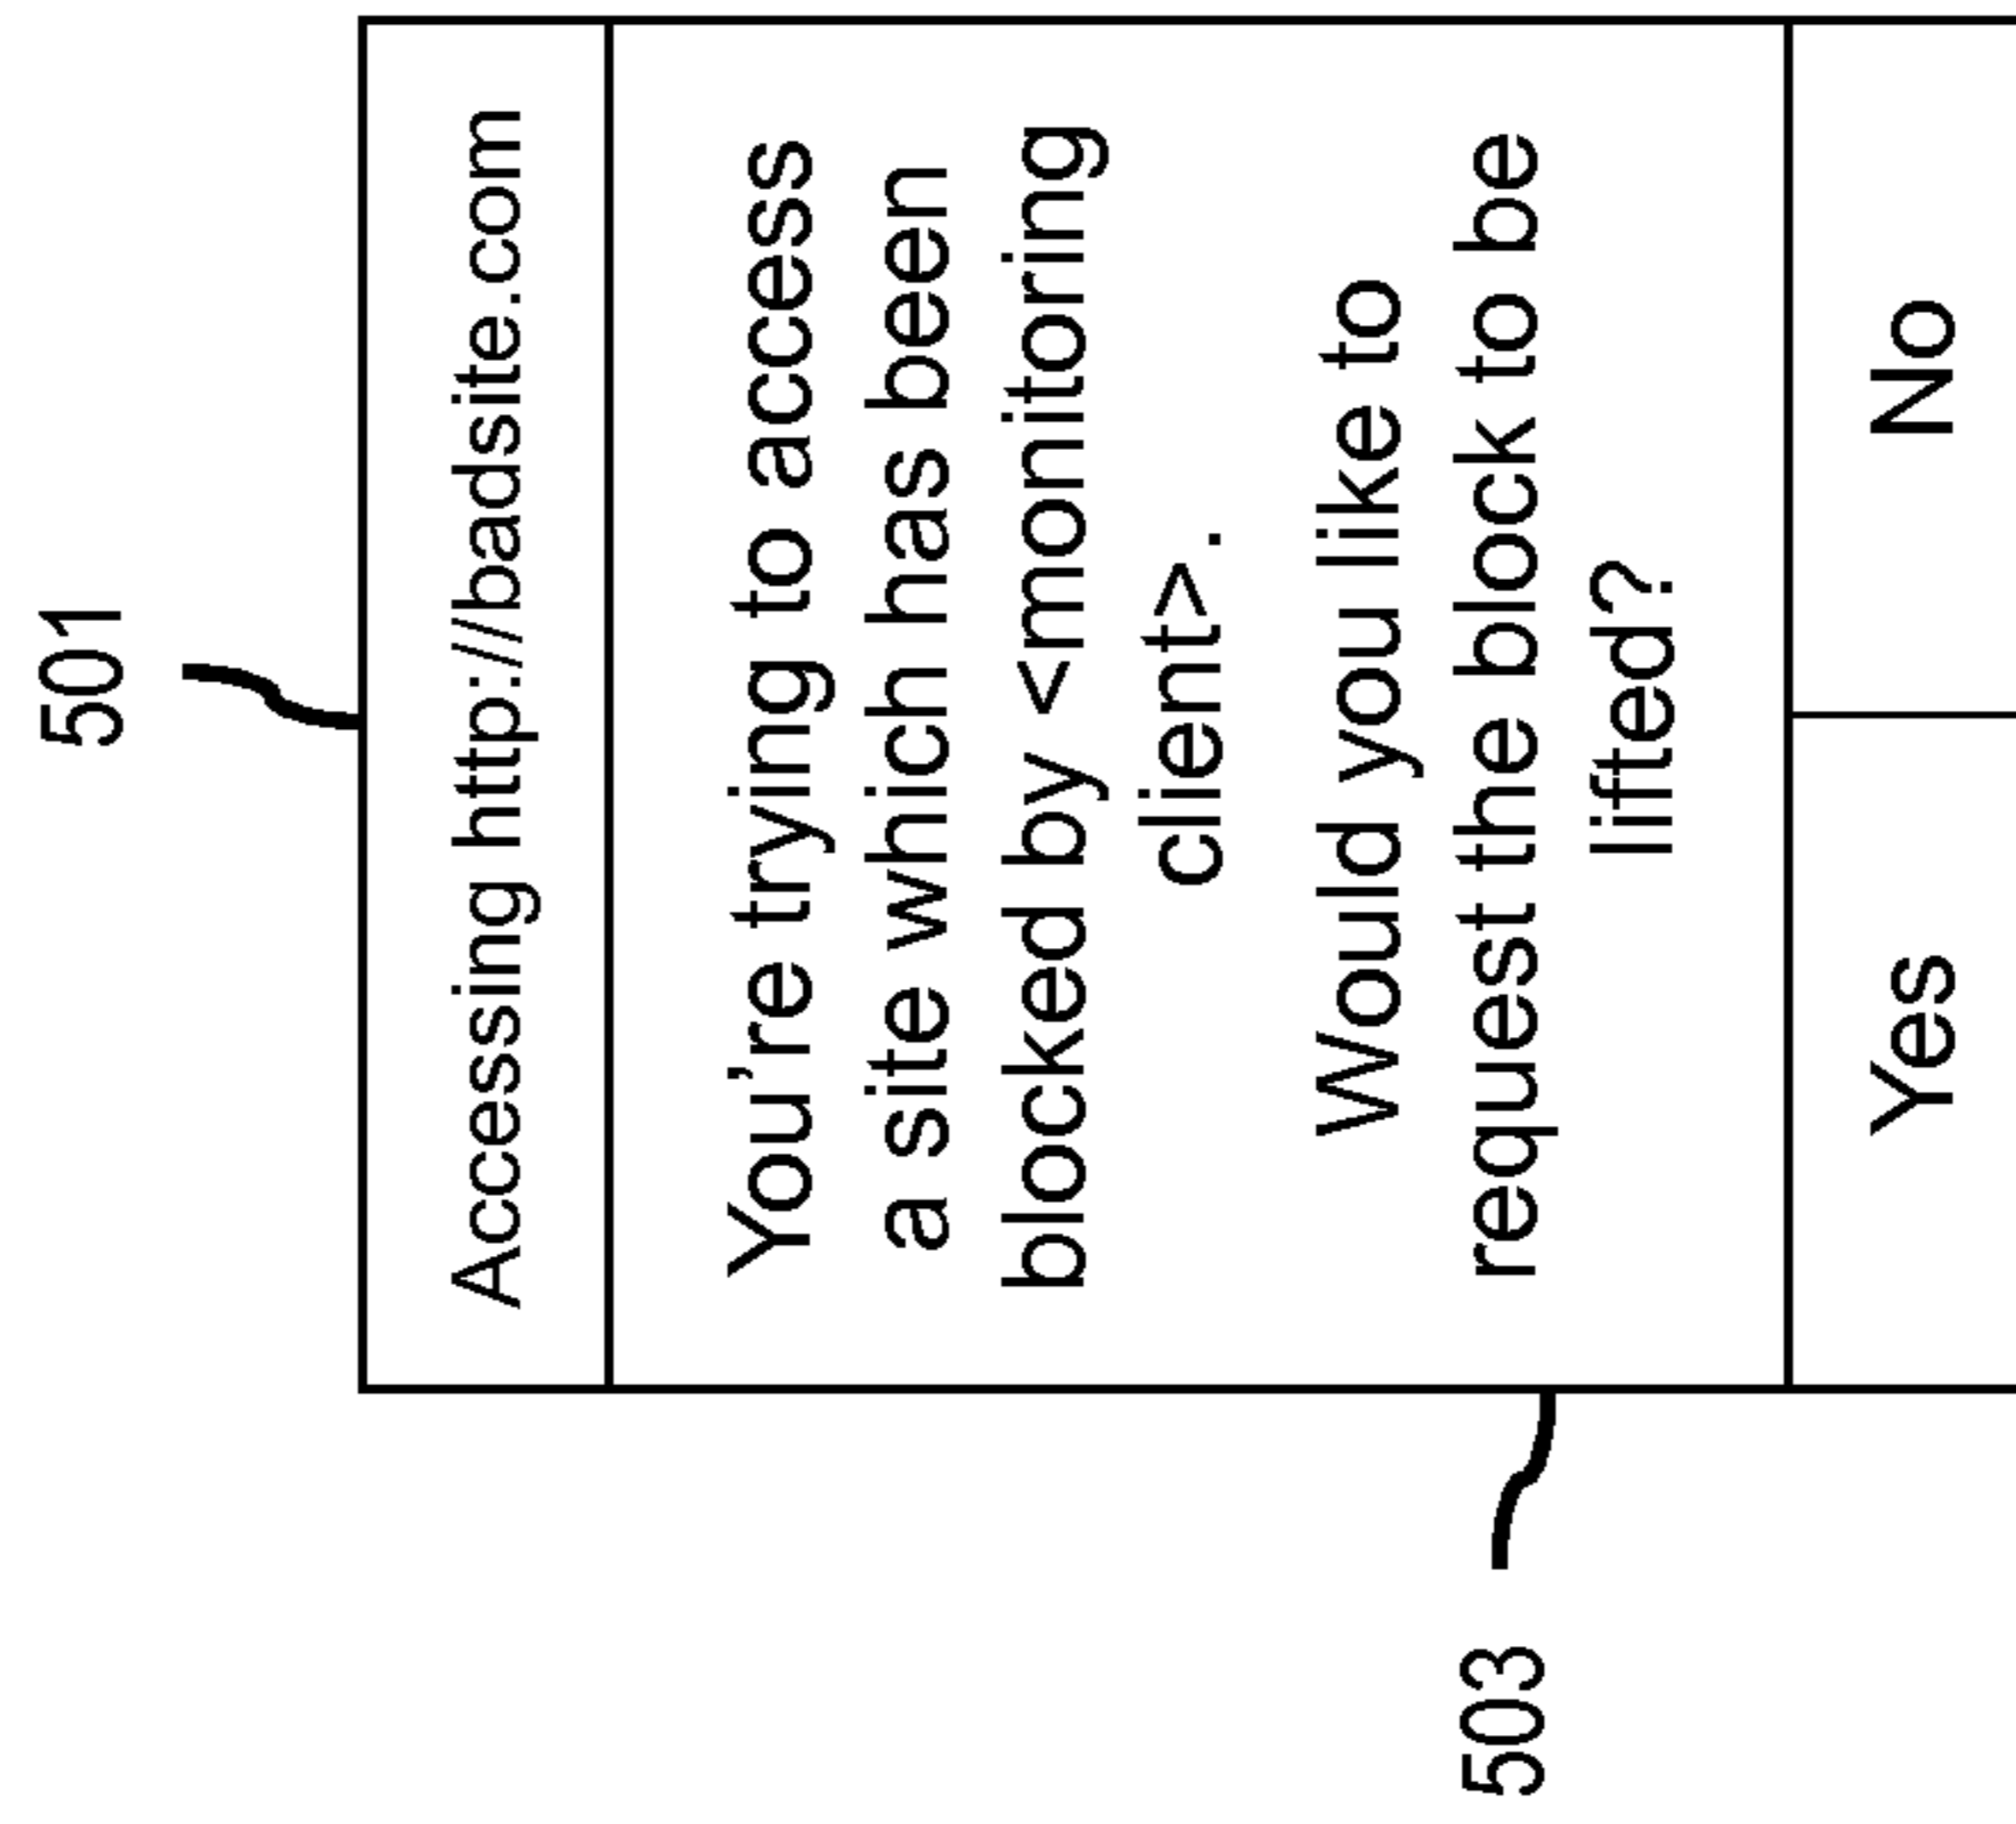 501
Accessing http://badsite.com
You're trying to access
a site which has been
blocked by <monitoring
client>.
Would you like to
request the block to be
lifted?
503
Yes No